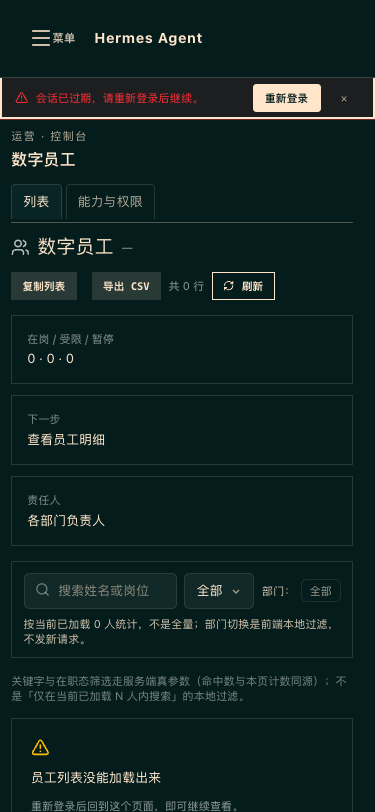 菜单 Hermes Agent
会话已过期，请重新登录后继续。 重新登录 ×
运营 · 控制台
数字员工
列表 能力与权限
数字员工 —
复制列表 导出 CSV 共 0 行 刷新
在岗 / 受限 / 暂停
0 · 0 · 0
下一步
查看员工明细
责任人
各部门负责人
搜索姓名或岗位 全部 部门： 全部
按当前已加载 0 人统计，不是全量；部门切换是前端本地过滤，
不发新请求。
关键字与在职态筛选走服务端真参数（命中数与本页计数同源）；不
是「仅在当前已加载 N 人内搜索」的本地过滤。
员工列表没能加载出来
重新登录后回到这个页面，即可继续查看。